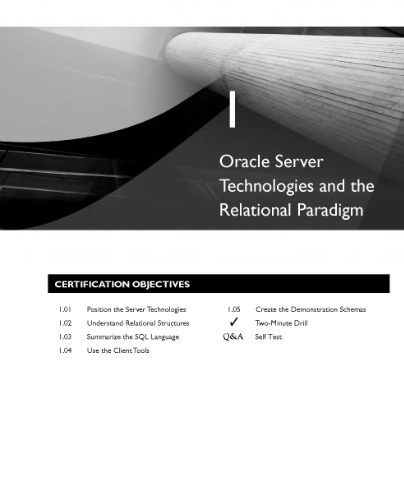 1
Oracle Server
Technologies and the
Relational Paradigm
CERTIFICATION OBJECTIVES
1.01 Position the Server Technologies
1.02 Understand Relational Structures
1.03 Summarize the SQL Language
1.04 Use the Client Tools
1.05 Create the Demonstration Schemas
✓ Two-Minute Drill
Q&A Self Test